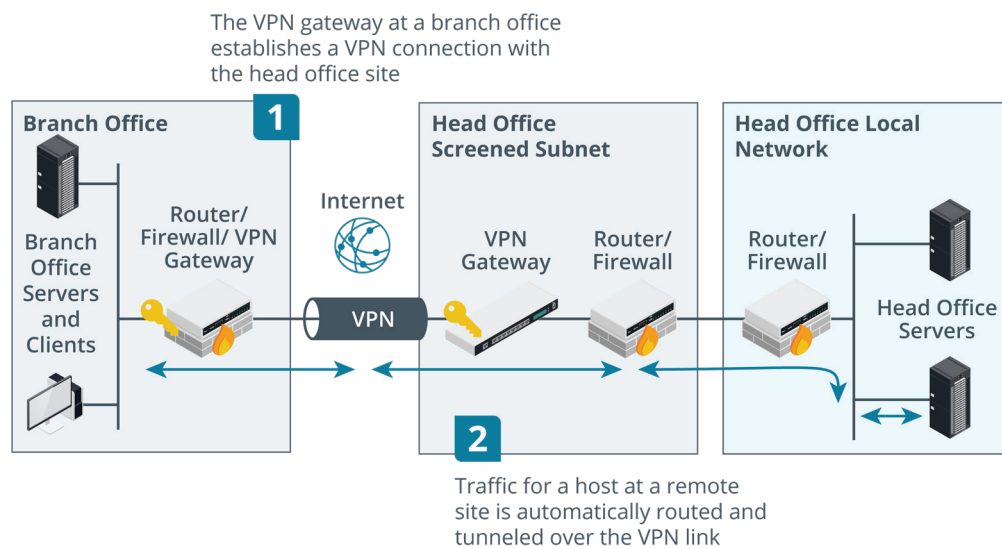 The VPN gateway at a branch office
establishes a VPN connection with
the head office site
1
Branch Office
Head Office
Screened Subnet
Head Office Local
Network
Internet
Router/
Firewall/ VPN
Gateway
Branch
Office
Servers
and
Clients
VPN
VPN
Gateway
Router/
Firewall
Router/
Firewall
Head Office
Servers
2
Traffic for a host at a remote
site is automatically routed and
tunneled over the VPN link